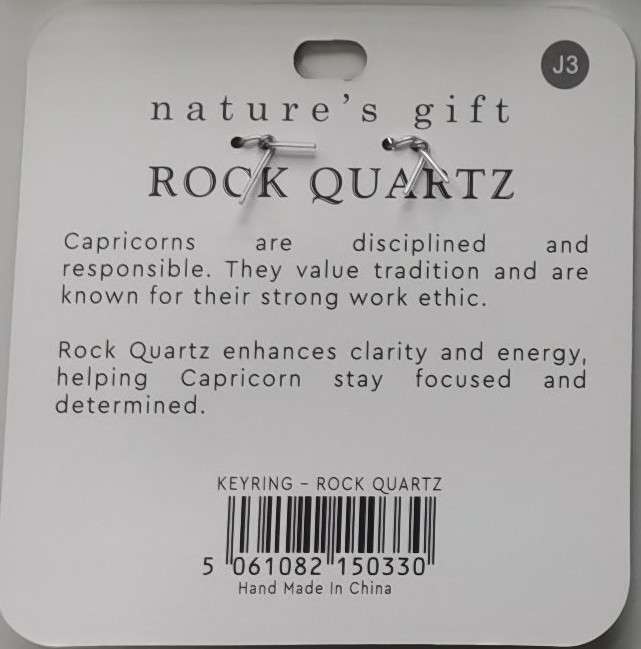 J3
nature's gift
ROCK QUARTZ
Capricorns are disciplined and
responsible. They value tradition and are
known for their strong work ethic.
Rock Quartz enhances clarity and energy,
helping Capricorn stay focused and
determined.
KEYRING - ROCK QUARTZ
5 061082 150330
Hand Made In China